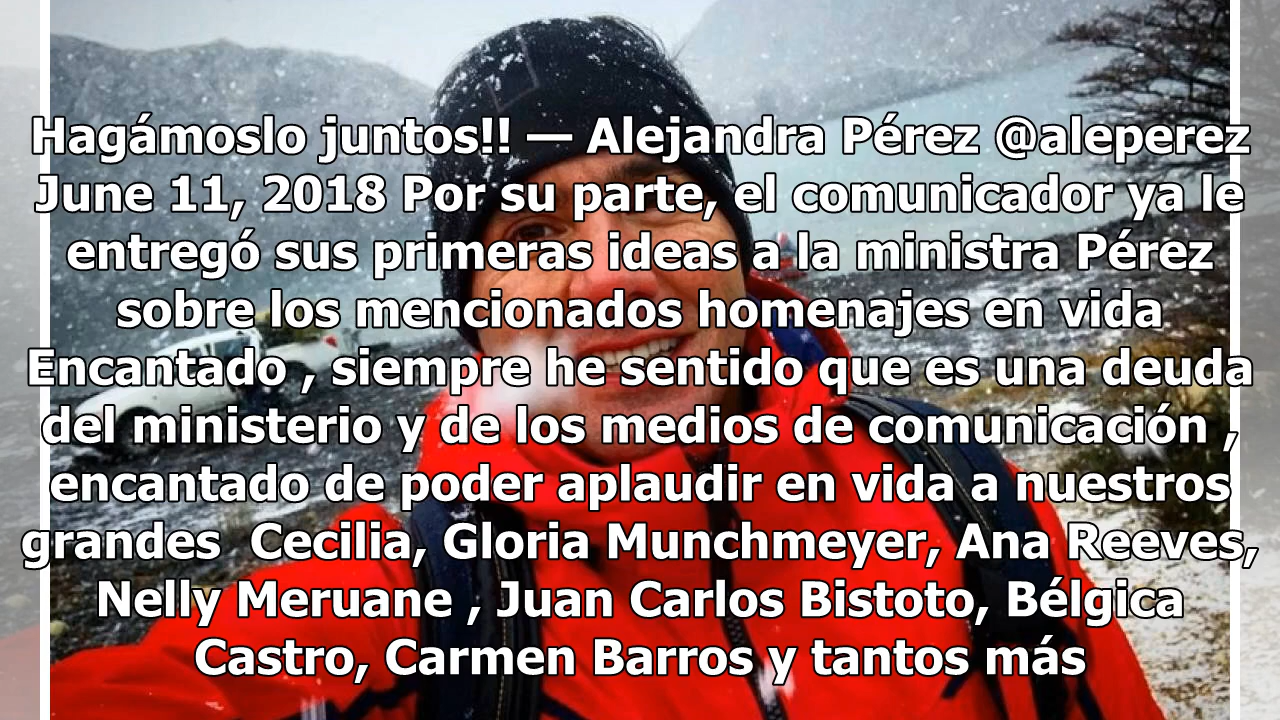 Hagámoslo juntos!! — Alejandra Pérez @aleperez
June 11, 2018 Por su parte, el comunicador ya le
entregó sus primeras ideas a la ministra Pérez
sobre los mencionados homenajes en vida
Encantado , siempre he sentido que es una deuda
del ministerio y de los medios de comunicación ,
encantado de poder aplaudir en vida a nuestros
grandes  Cecilia, Gloria Munchmeyer, Ana Reeves,
Nelly Meruane , Juan Carlos Bistoto, Bélgica
Castro, Carmen Barros y tantos más